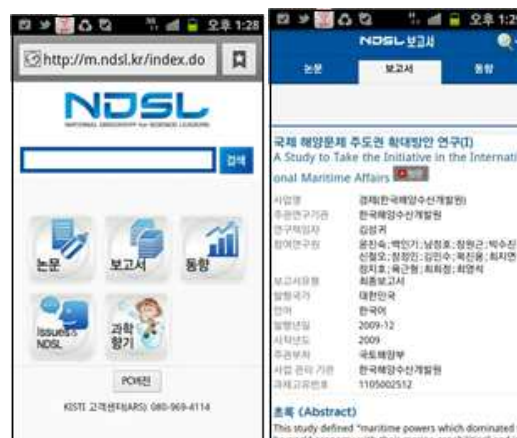 오후 1:28
http://m.ndsl.kr/index.do
NDSL
NATIONAL DISCOVERY for SCIENCE LEADERS
검색
논문
보고서
동향
Issues&
NDSL
과학
향기
PC버전
KISTI 고객센터(ARS) 080-969-4114
오후 1:29
NDSL 보고서
논문
보고서
동향
국제 해양문제 주도권 확대방안 연구(I)
A Study to Take the Initiative in the Internati
onal Maritime Affairs
사업명 경제(한국해양수산개발원)
주관연구기관 한국해양수산개발원
연구책임자 김성귀
참여연구원
보고서유형 최종보고서
발행국가 대한민국
언어 한국어
발행년월 2009-12
시작년도 2009
주관부처 국토해양부
사업 관리 기관 한국해양수산개발원
과제고유번호 1105002512
초록 (Abstract)
This study defined "maritime powers which dominated